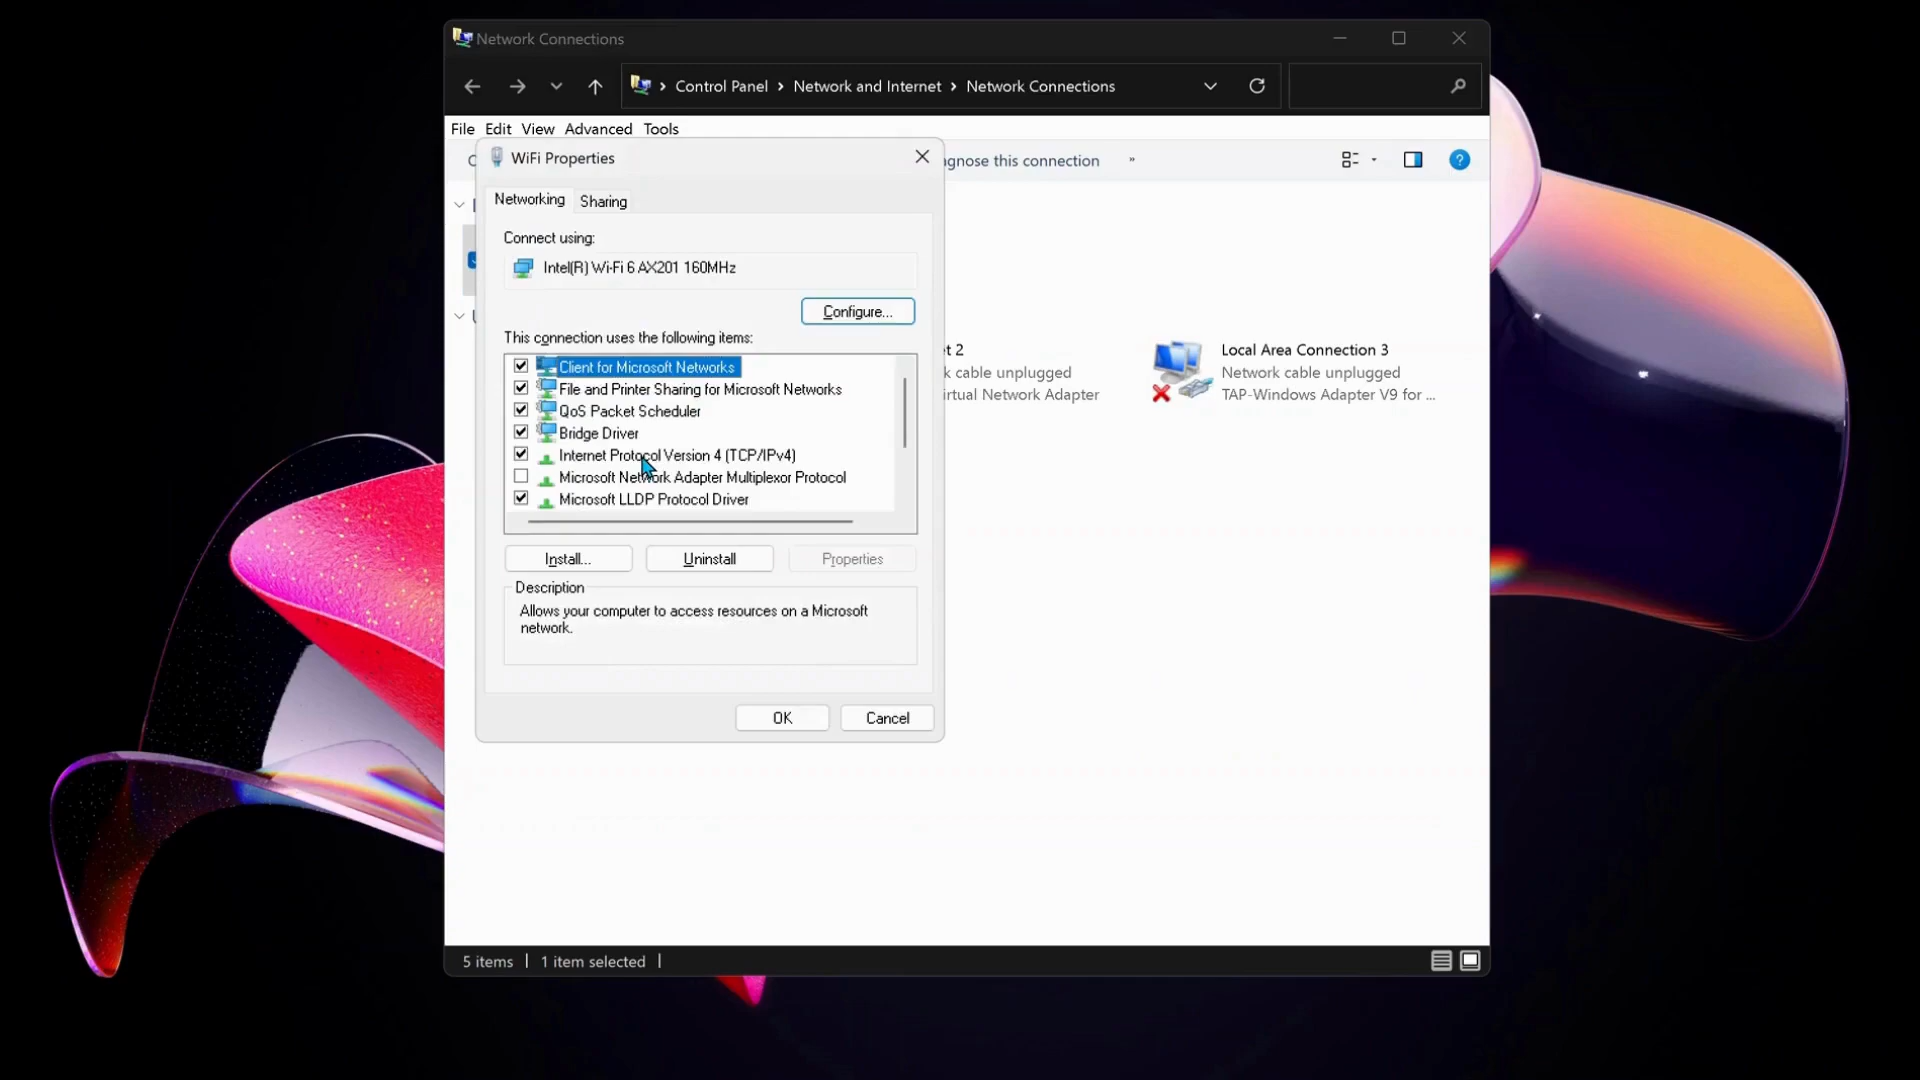 Network Connections
Control Panel > Network and Internet > Network Connections
File Edit View Advanced Tools
WiFi Properties
agnose this connection »
Networking Sharing
Connect using:
Intel(R) Wi-Fi 6 AX201 160MHz
Configure...
This connection uses the following items:
Client for Microsoft Networks
File and Printer Sharing for Microsoft Networks
QoS Packet Scheduler
Bridge Driver
Internet Protocol Version 4 (TCP/IPv4)
Microsoft Network Adapter Multiplexor Protocol
Microsoft LLDP Protocol Driver
Install... Uninstall Properties
Description
Allows your computer to access resources on a Microsoft
network.
OK Cancel
t 2
k cable unplugged
irtual Network Adapter
Local Area Connection 3
Network cable unplugged
TAP-Windows Adapter V9 for ...
5 items | 1 item selected |